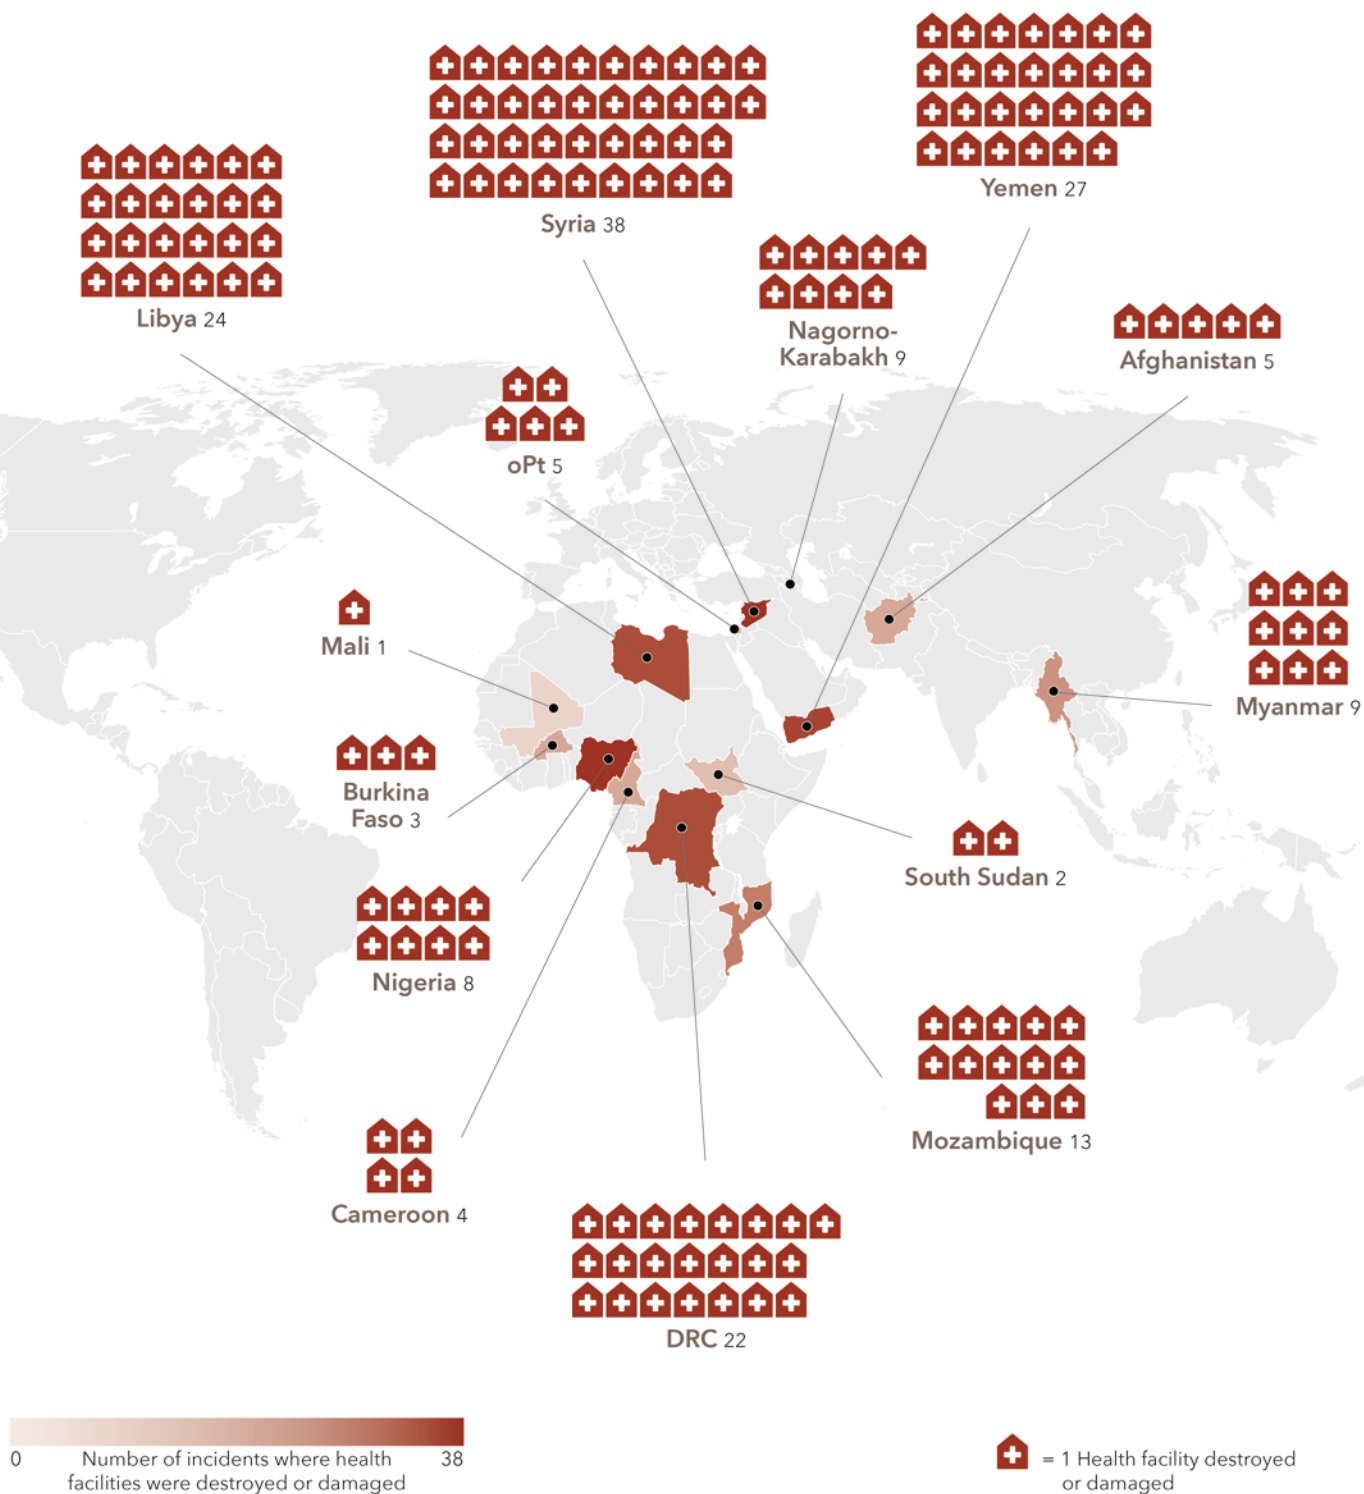 Yemen 27
Syria 38
Libya 24
Nagorno-
Karabakh 9
Afghanistan 5
oPt 5
Mali 1
Myanmar 9
Burkina
Faso 3
South Sudan 2
Nigeria 8
Mozambique 13
Cameroon 4
DRC 22
0
Number of incidents where health
38
facilities were destroyed or damaged
= 1 Health facility destroyed
or damaged